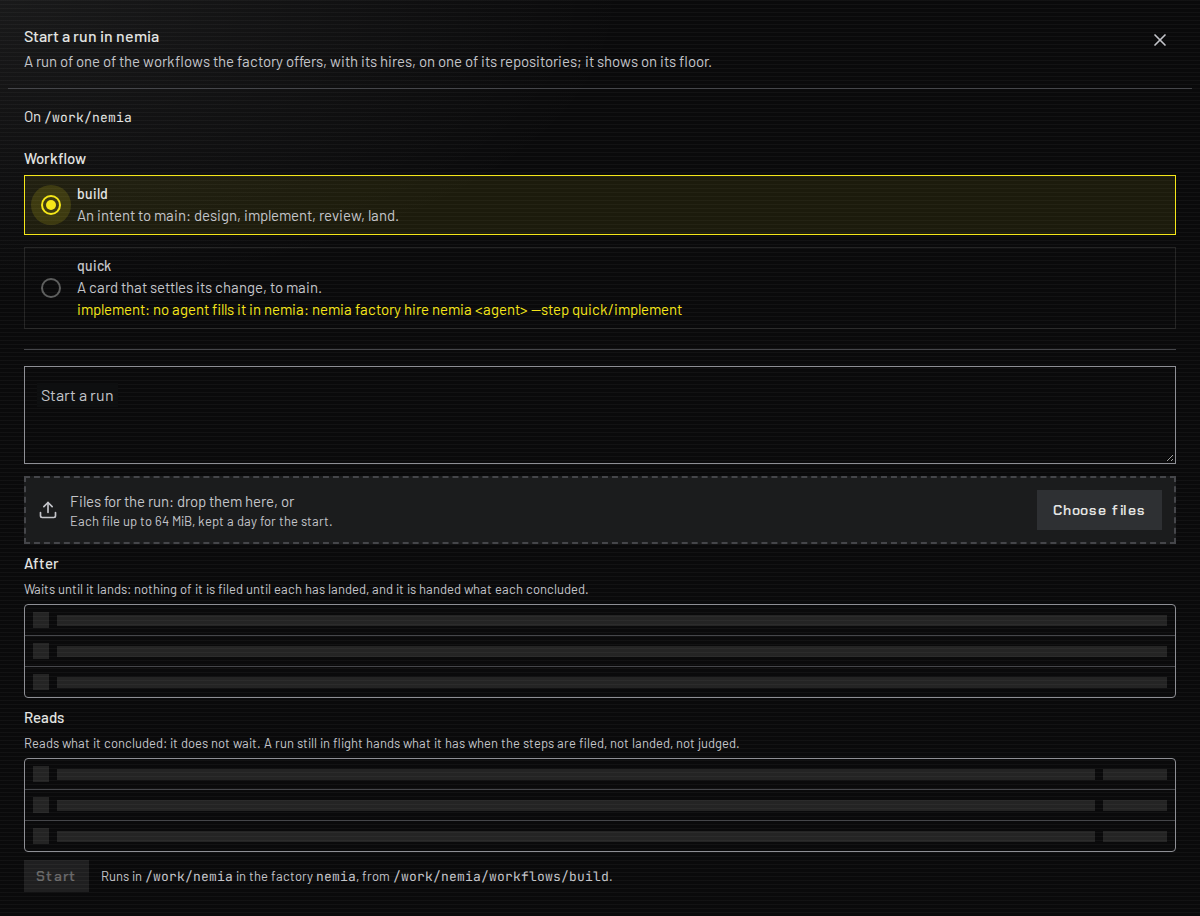 Start a run in nemia
A run of one of the workflows the factory offers, with its hires, on one of its repositories; it shows on its floor.
On /work/nemia
Workflow
build
An intent to main: design, implement, review, land.
quick
A card that settles its change, to main.
implement: no agent fills it in nemia: nemia factory hire nemia <agent> —step quick/implement
Start a run
Files for the run: drop them here, or
Each file up to 64 MiB, kept a day for the start.
Choose files
After
Waits until it lands: nothing of it is filed until each has landed, and it is handed what each concluded.
Reads
Reads what it concluded: it does not wait. A run still in flight hands what it has when the steps are filed, not landed, not judged.
Start
Runs in /work/nemia in the factory nemia, from /work/nemia/workflows/build.